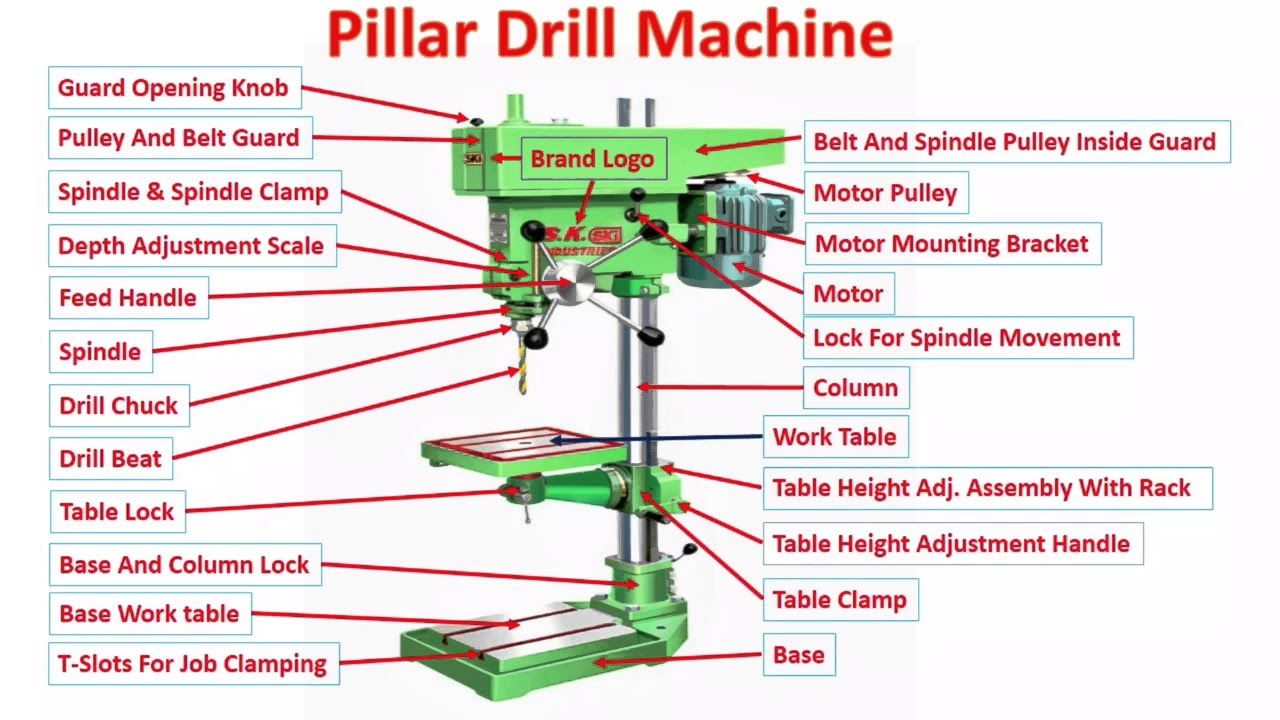 Pillar Drill Machine
Guard Opening Knob
Pulley And Belt Guard
Spindle & Spindle Clamp
Depth Adjustment Scale
Feed Handle
Spindle
Drill Chuck
Drill Beat
Table Lock
Base And Column Lock
Base Work table
T-Slots For Job Clamping
Brand Logo
SKI
S.K. SKI
INDUSTRIES
Belt And Spindle Pulley Inside Guard
Motor Pulley
Motor Mounting Bracket
Motor
Lock For Spindle Movement
Column
Work Table
Table Height Adj. Assembly With Rack
Table Height Adjustment Handle
Table Clamp
Base